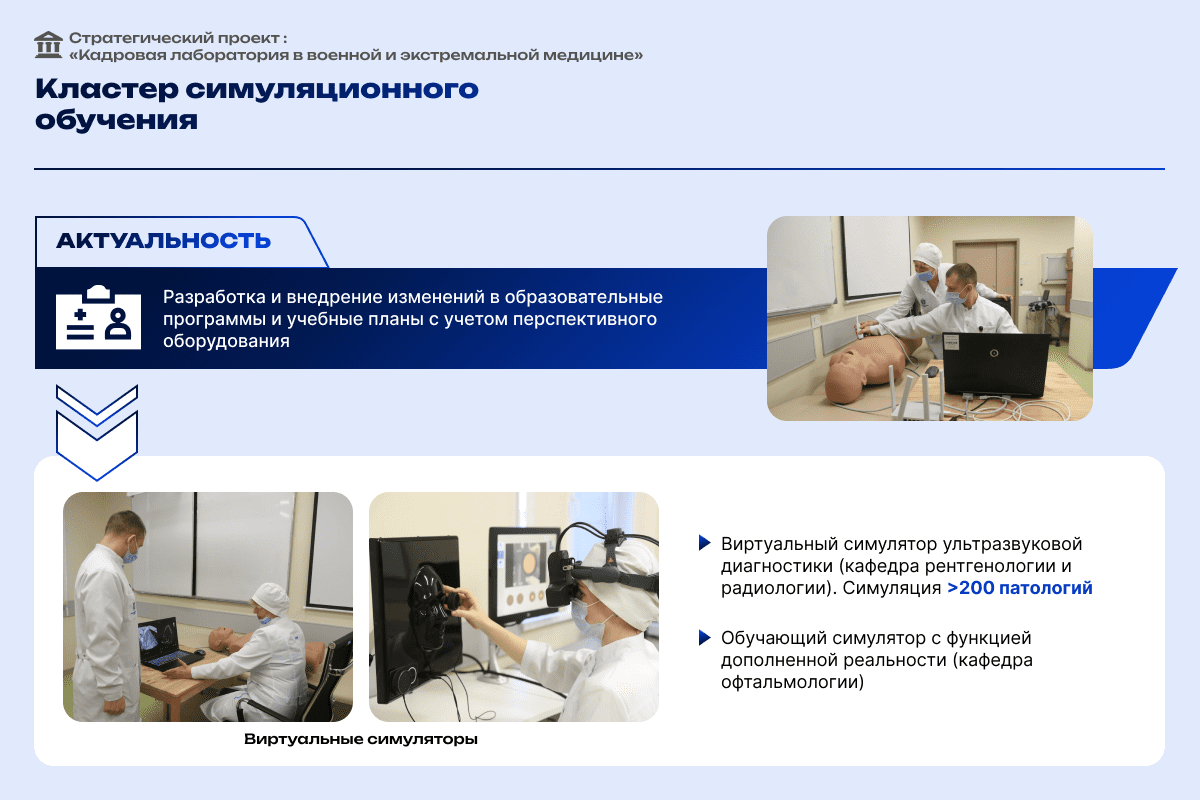 Стратегический проект :
«Кадровая лаборатория в военной и экстремальной медицине»
Кластер симуляционного
обучения
АКТУАЛЬНОСТЬ
Разработка и внедрение изменений в образовательные
программы и учебные планы с учетом перспективного
оборудования
Виртуальный симулятор ультразвуковой
диагностики (кафедра рентгенологии и
радиологии). Симуляция >200 патологий
Обучающий симулятор с функцией
дополненной реальности (кафедра
офтальмологии)
Виртуальные симуляторы